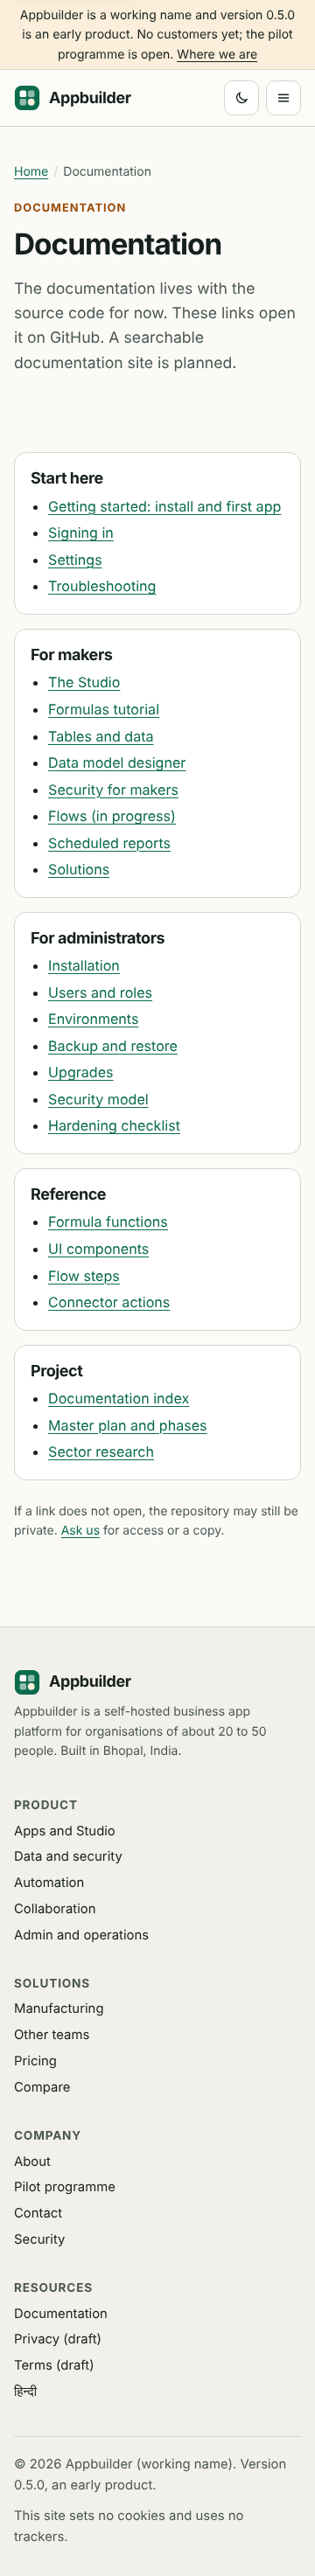 Appbuilder is a working name and version 0.5.0
is an early product. No customers yet; the pilot
programme is open. Where we are
Appbuilder
Home / Documentation
DOCUMENTATION
Documentation
The documentation lives with the
source code for now. These links open
it on GitHub. A searchable
documentation site is planned.
Start here
• Getting started: install and first app
• Signing in
• Settings
• Troubleshooting
For makers
• The Studio
• Formulas tutorial
• Tables and data
• Data model designer
• Security for makers
• Flows (in progress)
• Scheduled reports
• Solutions
For administrators
• Installation
• Users and roles
• Environments
• Backup and restore
• Upgrades
• Security model
• Hardening checklist
Reference
• Formula functions
• UI components
• Flow steps
• Connector actions
Project
• Documentation index
• Master plan and phases
• Sector research
If a link does not open, the repository may still be
private. Ask us for access or a copy.
Appbuilder
Appbuilder is a self-hosted business app
platform for organisations of about 20 to 50
people. Built in Bhopal, India.
PRODUCT
Apps and Studio
Data and security
Automation
Collaboration
Admin and operations
SOLUTIONS
Manufacturing
Other teams
Pricing
Compare
COMPANY
About
Pilot programme
Contact
Security
RESOURCES
Documentation
Privacy (draft)
Terms (draft)
हिन्दी
© 2026 Appbuilder (working name). Version
0.5.0, an early product.
This site sets no cookies and uses no
trackers.